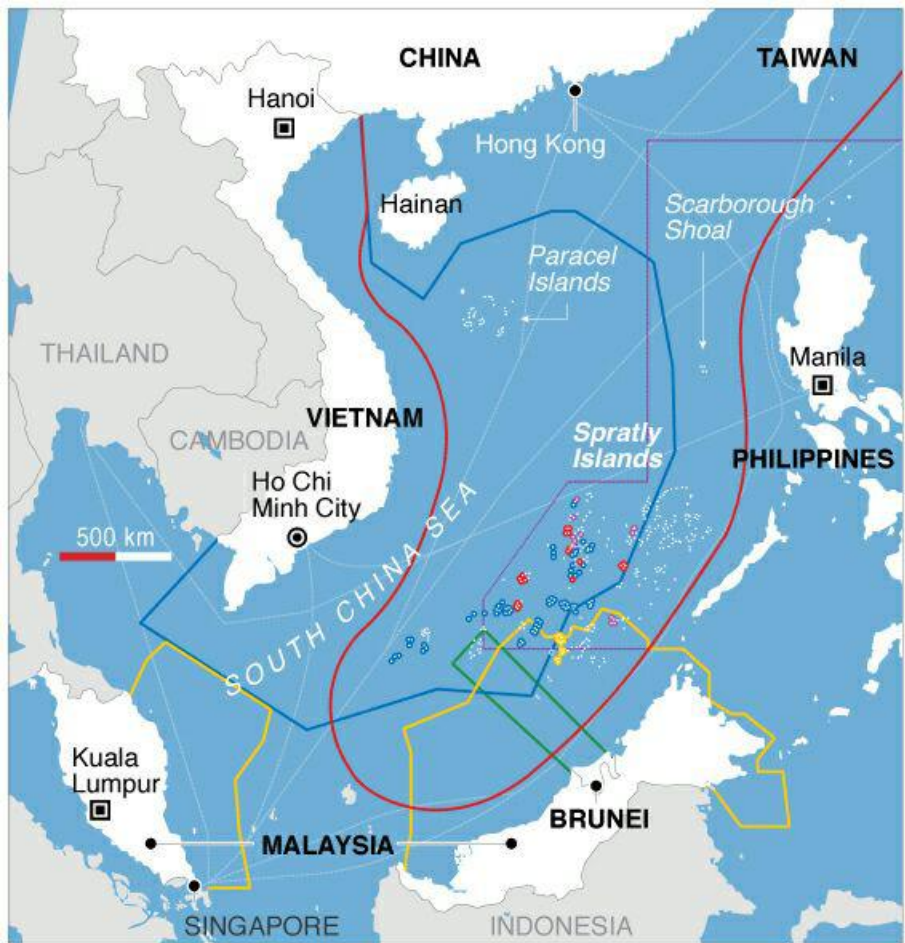 CHINA
TAIWAN
Hanoi
Hong Kong
Hainan
Scarborough
Shoal
Paracel
Islands
THAILAND
Manila
VIETNAM
CAMBODIA
Spratly
Islands
PHILIPPINES
Ho Chi
Minh City
500 km
SOUTH CHINA SEA
Kuala
Lumpur
BRUNEI
MALAYSIA
SINGAPORE
INDONESIA